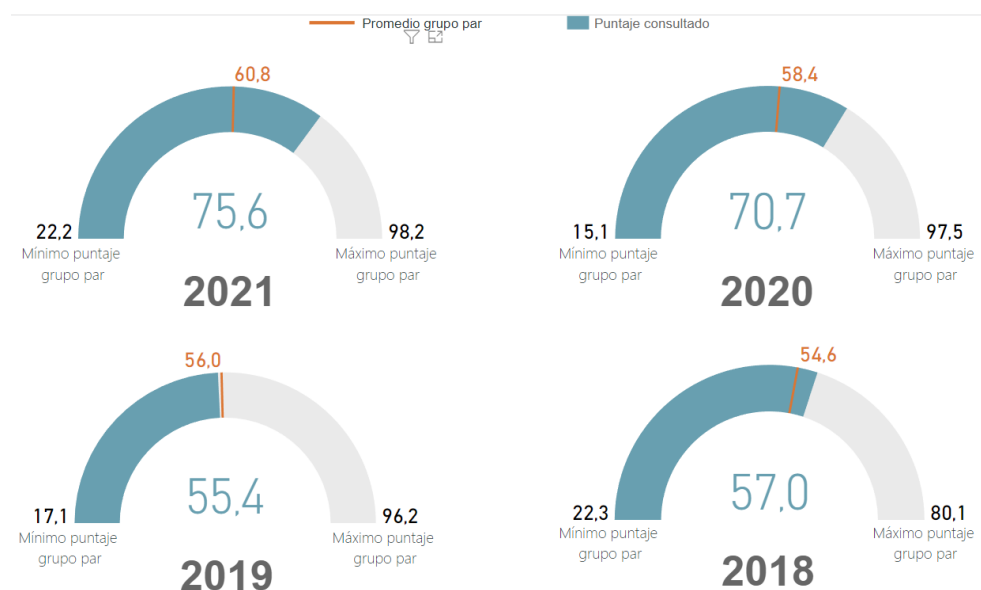 Promedio grupo par
Puntaje consultado
60,8
75,6
22,2
98,2
Mínimo puntaje
grupo par
Máximo puntaje
grupo par
2021
58,4
70,7
15,1
97,5
Mínimo puntaje
grupo par
Máximo puntaje
grupo par
2020
56,0
55,4
17,1
96,2
Mínimo puntaje
grupo par
Máximo puntaje
grupo par
2019
54,6
57,0
22,3
80,1
Mínimo puntaje
grupo par
Máximo puntaje
grupo par
2018